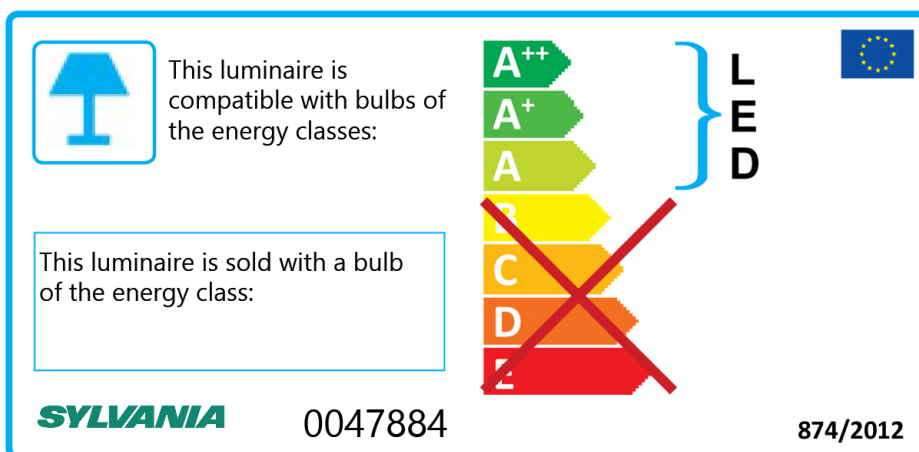 This luminaire is
compatible with bulbs of
the energy classes:
A++
A+
A
B
C
D
E
L
E
D
This luminaire is sold with a bulb
of the energy class:
SYLVANIA
0047884
874/2012